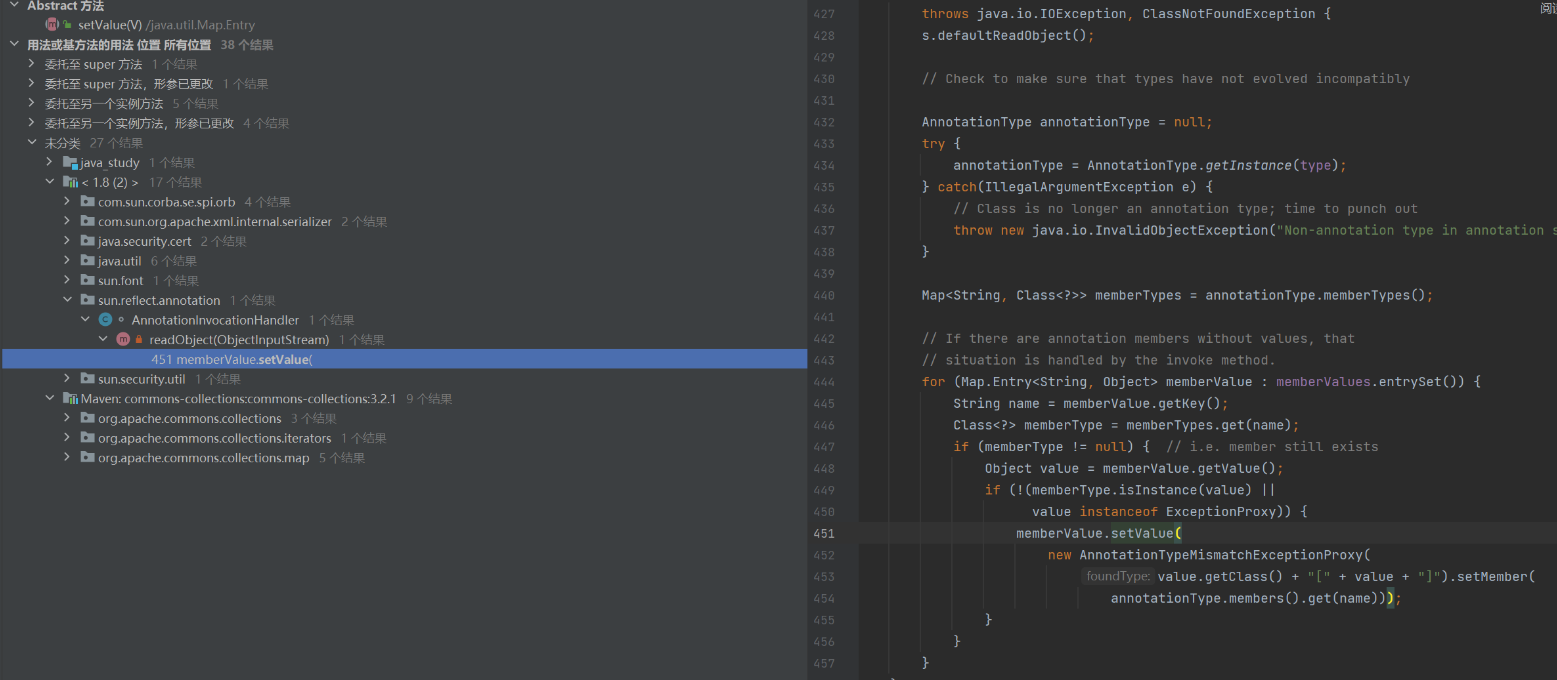 Abstract 方法
setValue(V) /java.util.Map.Entry
用法或基方法的用法 位置 所有位置 38 个结果
委托至 super 方法 1 个结果
委托至 super 方法，形参已更改 1 个结果
委托至另一个实例方法 5 个结果
委托至另一个实例方法，形参已更改 4 个结果
未分类 27 个结果
java_study 1 个结果
< 1.8 (2) > 17 个结果
com.sun.corba.se.spi.orb 4 个结果
com.sun.org.apache.xml.internal.serializer 2 个结果
java.security.cert 2 个结果
java.util 6 个结果
sun.font 1 个结果
sun.reflect.annotation 1 个结果
AnnotationInvocationHandler 1 个结果
readObject(ObjectInputStream) 1 个结果
451 memberValue.setValue(
sun.security.util 1 个结果
Maven: commons-collections:commons-collections:3.2.1 9 个结果
org.apache.commons.collections 3 个结果
org.apache.commons.collections.iterators 1 个结果
org.apache.commons.collections.map 5 个结果
427 throws java.io.IOException, ClassNotFoundException {
428 s.defaultReadObject();
429
430 // Check to make sure that types have not evolved incompatibly
431
432 AnnotationType annotationType = null;
433 try {
434 annotationType = AnnotationType.getInstance(type);
435 } catch(IllegalArgumentException e) {
436 // Class is no longer an annotation type; time to punch out
437 throw new java.io.InvalidObjectException("Non-annotation type in annotation s
438 }
439
440 Map<String, Class<?>> memberTypes = annotationType.memberTypes();
441
442 // If there are annotation members without values, that
443 // situation is handled by the invoke method.
444 for (Map.Entry<String, Object> memberValue : memberValues.entrySet()) {
445 String name = memberValue.getKey();
446 Class<?> memberType = memberTypes.get(name);
447 if (memberType != null) { // i.e. member still exists
448 Object value = memberValue.getValue();
449 if (!(memberType.isInstance(value) ||
450 value instanceof ExceptionProxy)) {
451 memberValue.setValue(
452 new AnnotationTypeMismatchExceptionProxy(
453 foundType: value.getClass() + "[" + value + "]").setMember(
454 annotationType.members().get(name)));
455 }
456 }
457 }